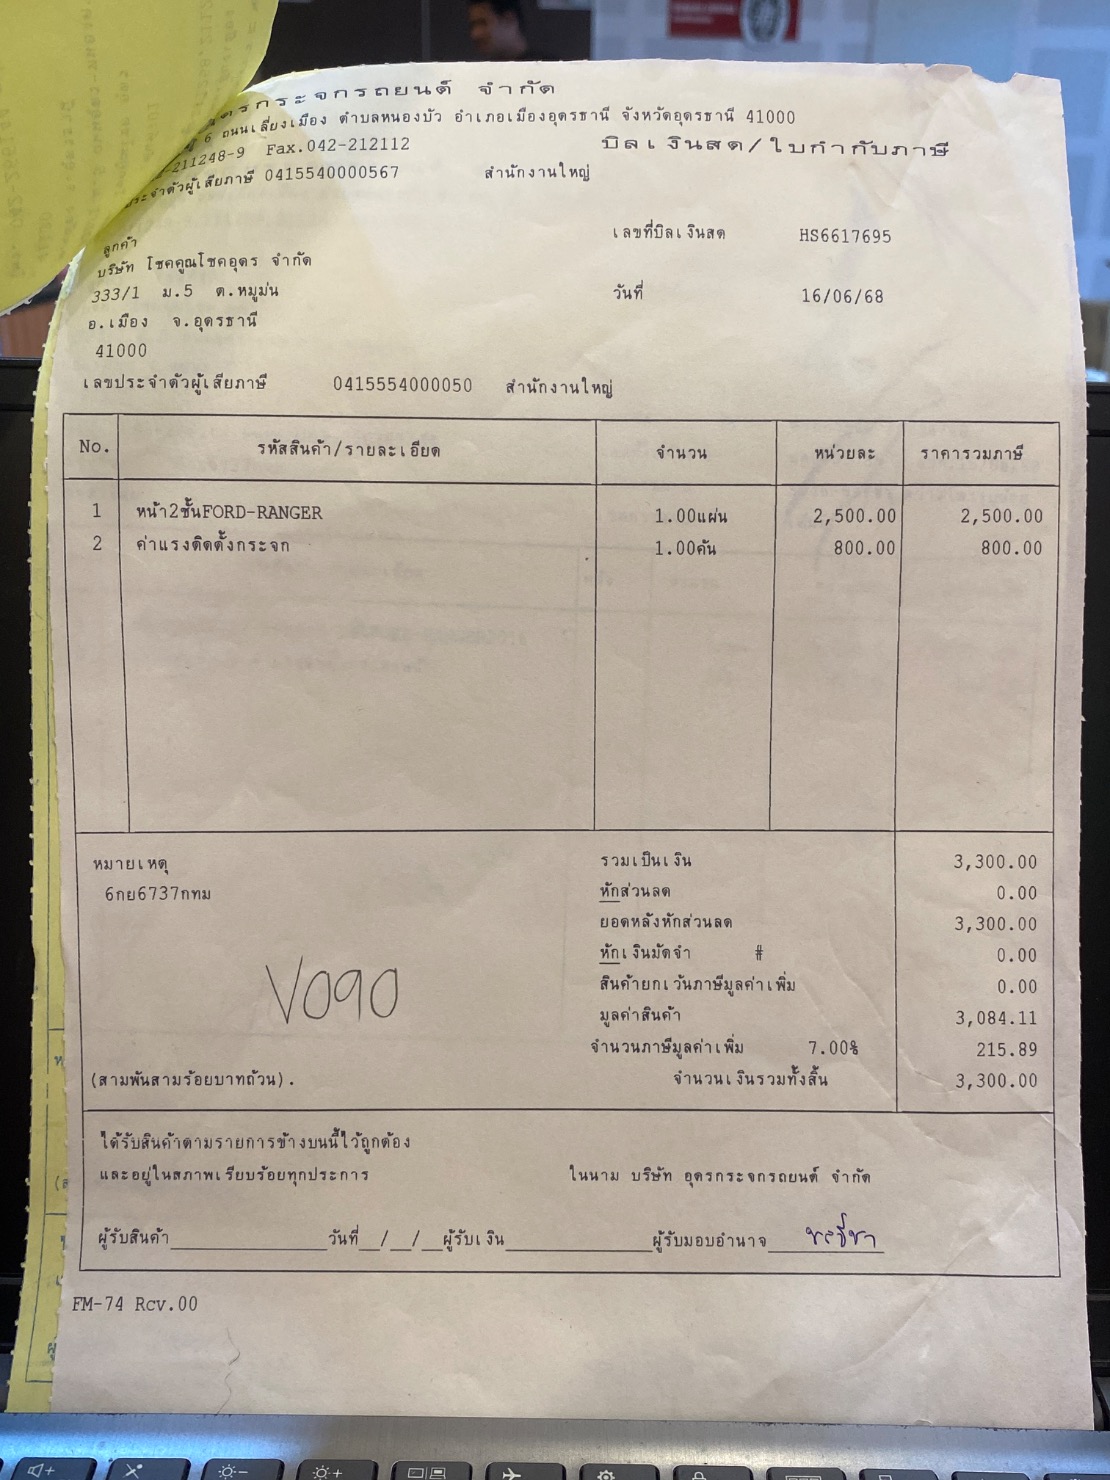 ดรกระจกรถยนต์ จำกัด
6 ถนนเลี่ยงเมือง ตำบลหนองบัว อำเภอเมืองอุดรธานี จังหวัดอุดรธานี 41000
-211248-9 Fax.042-212112 บิลเงินสด/ใบกำกับภาษี
ประจำตัวผู้เสียภาษี 0415540000567 สำนักงานใหญ่
ลูกค้า เลขที่บิลเงินสด HS6617695
บริษัท โชคคูณโชคอุดร จำกัด
333/1 ม.5 ต.หมูม่น วันที่ 16/06/68
อ.เมือง จ.อุดรธานี
41000
เลขประจำตัวผู้เสียภาษี 0415554000050 สำนักงานใหญ่
No. รหัสสินค้า/รายละเอียด จำนวน หน่วยละ ราคารวมภาษี
1 หน้า2ชั้นFORD-RANGER 1.00แผ่น 2,500.00 2,500.00
2 ค่าแรงติดตั้งกระจก 1.00คัน 800.00 800.00
หมายเหตุ รวมเป็นเงิน 3,300.00
6กย6737กทม หักส่วนลด 0.00
ยอดหลังหักส่วนลด 3,300.00
หักเงินมัดจำ # 0.00
สินค้ายกเว้นภาษีมูลค่าเพิ่ม 0.00
V090 มูลค่าสินค้า 3,084.11
จำนวนภาษีมูลค่าเพิ่ม 7.00% 215.89
(สามพันสามร้อยบาทถ้วน). จำนวนเงินรวมทั้งสิ้น 3,300.00
ได้รับสินค้าตามรายการข้างบนนี้ไว้ถูกต้อง
และอยู่ในสภาพเรียบร้อยทุกประการ ในนาม บริษัท อุดรกระจกรถยนต์ จำกัด
ผู้รับสินค้า วันที่ / / ผู้รับเงิน ผู้รับมอบอำนาจ
FM-74 Rcv.00